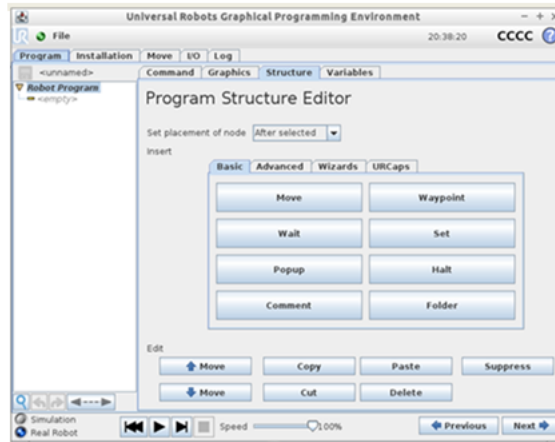 Universal Robots Graphical Programming Environment
File
20:38:20
CCCC
Program Installation Move I/O Log
<unnamed>
Command Graphics Structure Variables
Robot Program
<empty>
Program Structure Editor
Set placement of node After selected
Insert
Basic Advanced Wizards URCaps
Move Waypoint
Wait Set
Popup Halt
Comment Folder
Edit
Move Copy Paste Suppress
Move Cut Delete
Simulation
Real Robot
Speed 100%
Previous Next